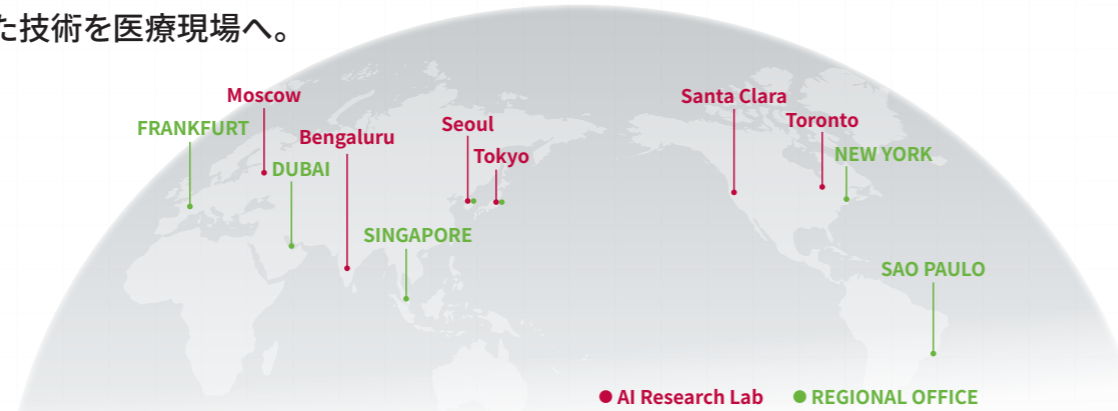 た技術を医療現場へ。
Moscow
Santa Clara
FRANKFURT
Bengaluru
Seoul
Toronto
DUBAI
Tokyo
NEW YORK
SINGAPORE
SAO PAULO
AI Research Lab
REGIONAL OFFICE